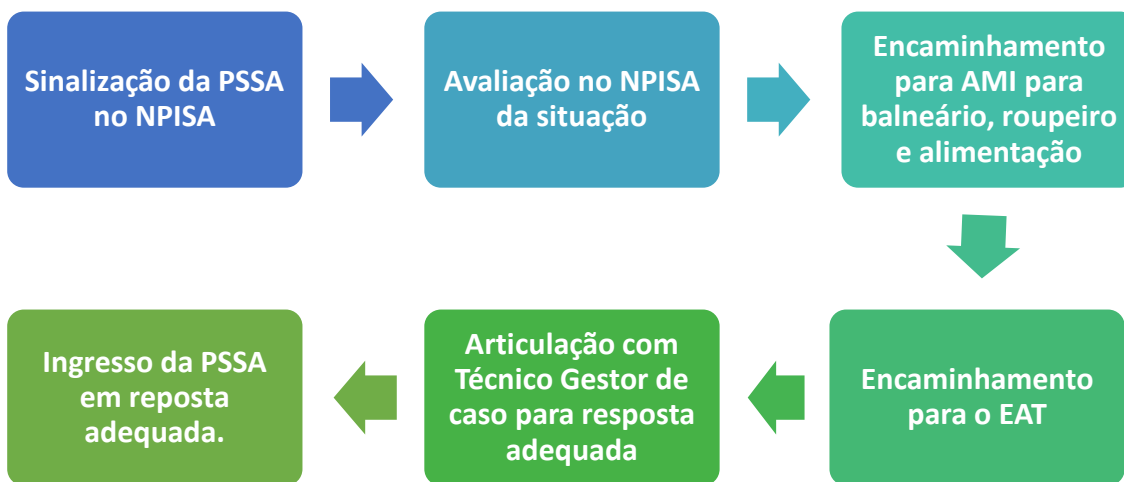 Sinalização da PSSA
no NPISA
Avaliação no NPISA
da situação
Encaminhamento
para AMI para
balneário, roupeiro
e alimentação
Encaminhamento
para o EAT
Articulação com
Técnico Gestor de
caso para resposta
adequada
Ingresso da PSSA
em reposta
adequada.